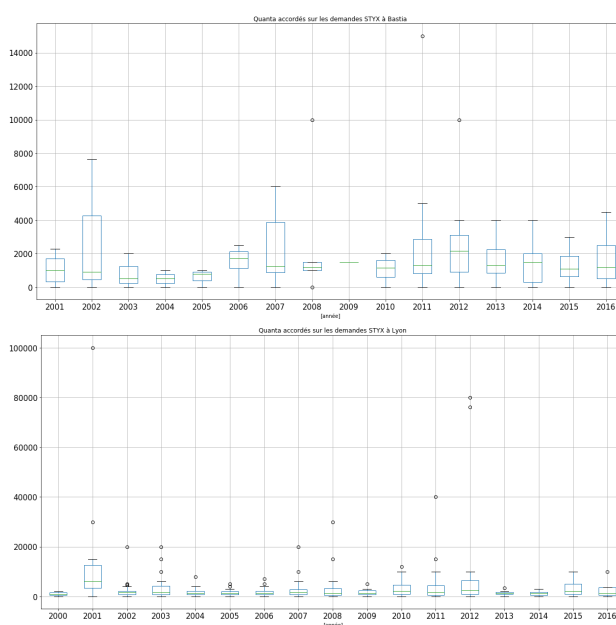 Quanta accordés sur les demandes STYX à Bastia
14000
12000
10000
8000
6000
4000
2000
0
2001 2002 2003 2004 2005 2006 2007 2008 2009 2010 2011 2012 2013 2014 2015 2016
[année]
Quanta accordés sur les demandes STYX à Lyon
100000
80000
60000
40000
20000
0
2000 2001 2002 2003 2004 2005 2006 2007 2008 2009 2010 2011 2012 2013 2014 2015 2016
[année]